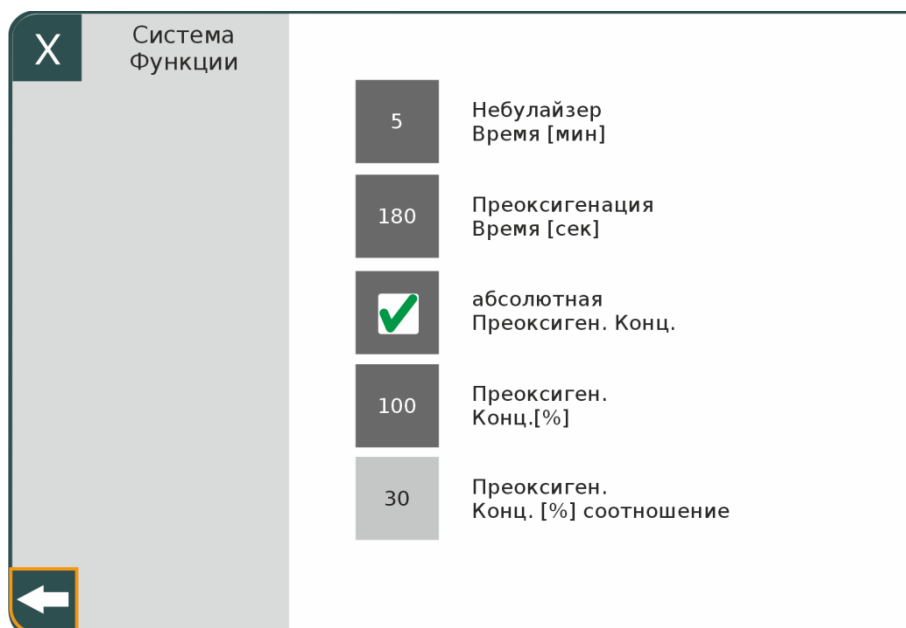 X
Система
Функции
5
Небулайзер
Время [мин]
180
Преоксигенация
Время [сек]
абсолютная
Преоксиген. Конц.
100
Преоксиген.
Конц.[%]
30
Преоксиген.
Конц. [%] соотношение